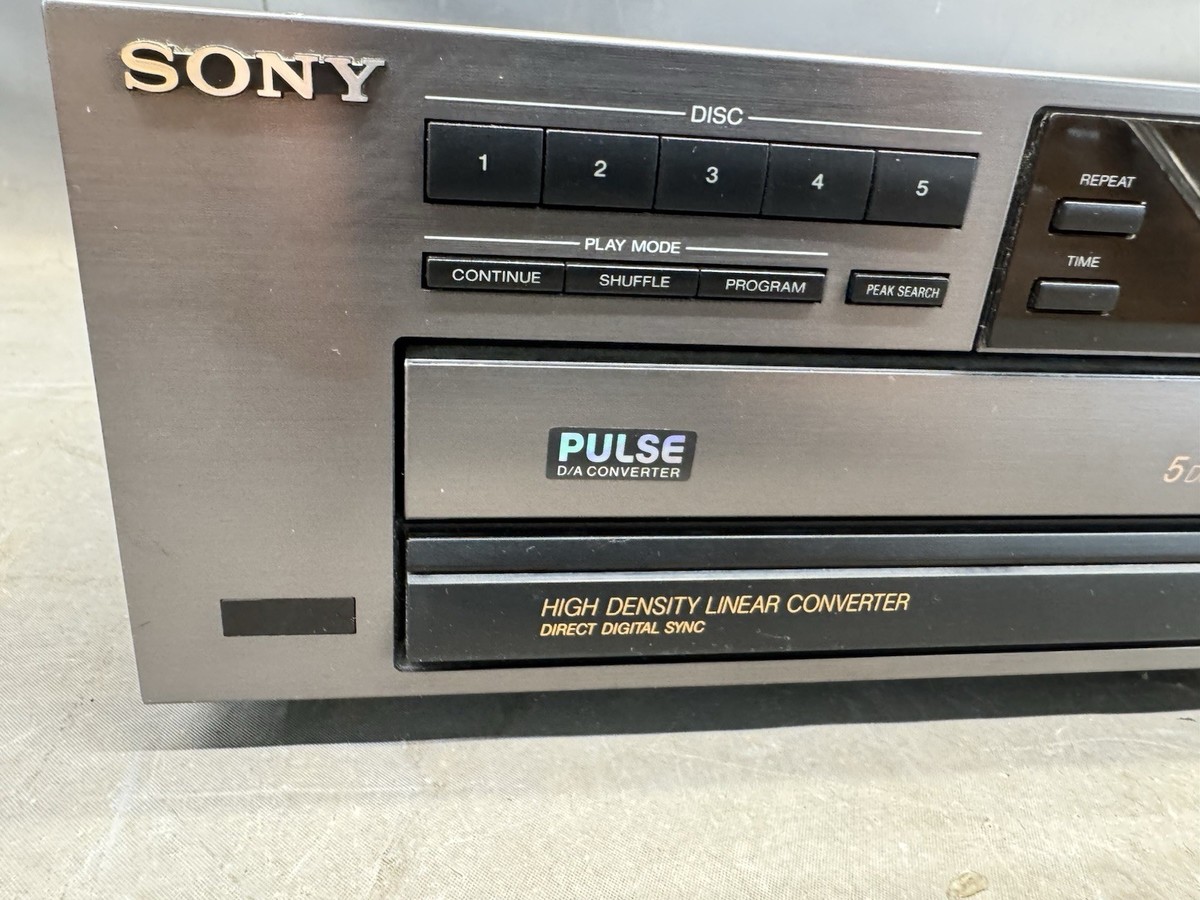 SONY
DISC
1 2 3 4 5
REPEAT
PLAY MODE
TIME
CONTINUE SHUFFLE PROGRAM PEAK SEARCH
PULSE
D/A CONVERTER
5
HIGH DENSITY LINEAR CONVERTER
DIRECT DIGITAL SYNC